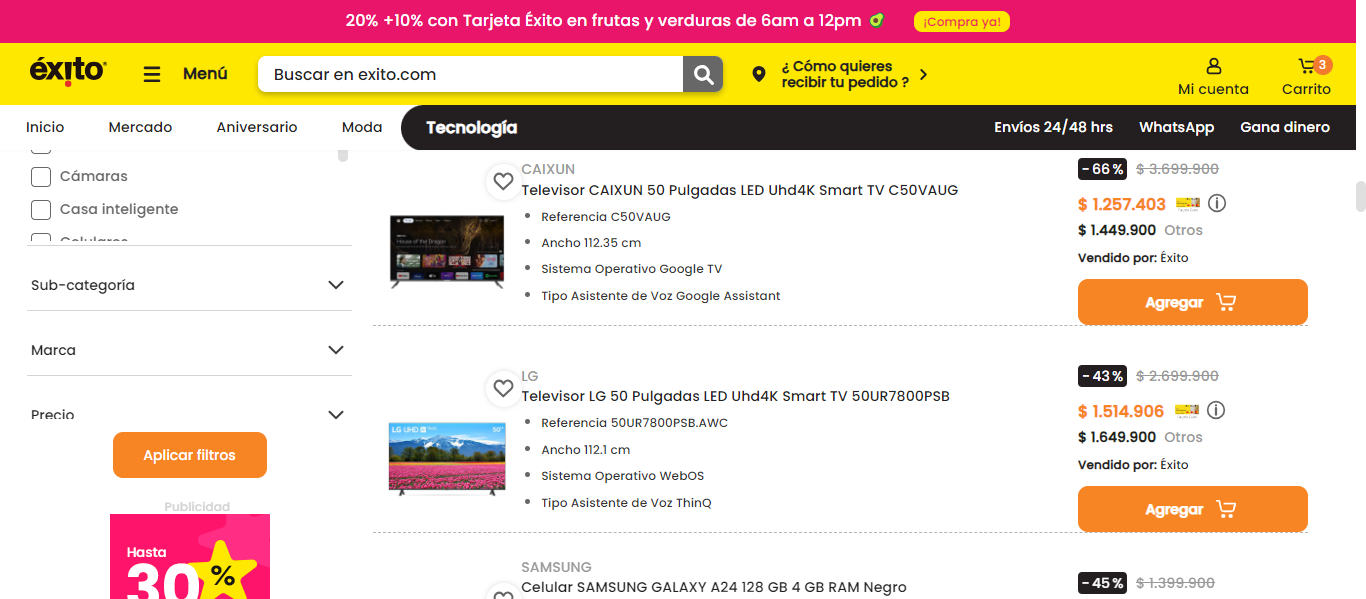 20% +10% con Tarjeta Éxito en frutas y verduras de 6am a 12pm
¡Compra ya!
éxito
Menú
Buscar en exito.com
¿ Cómo quieres
recibir tu pedido ?
Mi cuenta
3
Carrito
Inicio
Mercado
Aniversario
Moda
Tecnología
Envíos 24/48 hrs
WhatsApp
Gana dinero
Cámaras
Casa inteligente
Celulares
Sub-categoría
Marca
Precio
Aplicar filtros
Publicidad
Hasta
30 %
CAIXUN
Televisor CAIXUN 50 Pulgadas LED Uhd4K Smart TV C50VAUG
Referencia C50VAUG
Ancho 112.35 cm
Sistema Operativo Google TV
Tipo Asistente de Voz Google Assistant
- 66 %
$ 3.699.900
$ 1.257.403
$ 1.449.900 Otros
Vendido por: Éxito
Agregar
LG
Televisor LG 50 Pulgadas LED Uhd4K Smart TV 50UR7800PSB
LG UHD
50"
Referencia 50UR7800PSB.AWC
Ancho 112.1 cm
Sistema Operativo WebOS
Tipo Asistente de Voz ThinQ
- 43 %
$ 2.699.900
$ 1.514.906
$ 1.649.900 Otros
Vendido por: Éxito
Agregar
SAMSUNG
Celular SAMSUNG GALAXY A24 128 GB 4 GB RAM Negro
- 45 %
$ 1.399.900